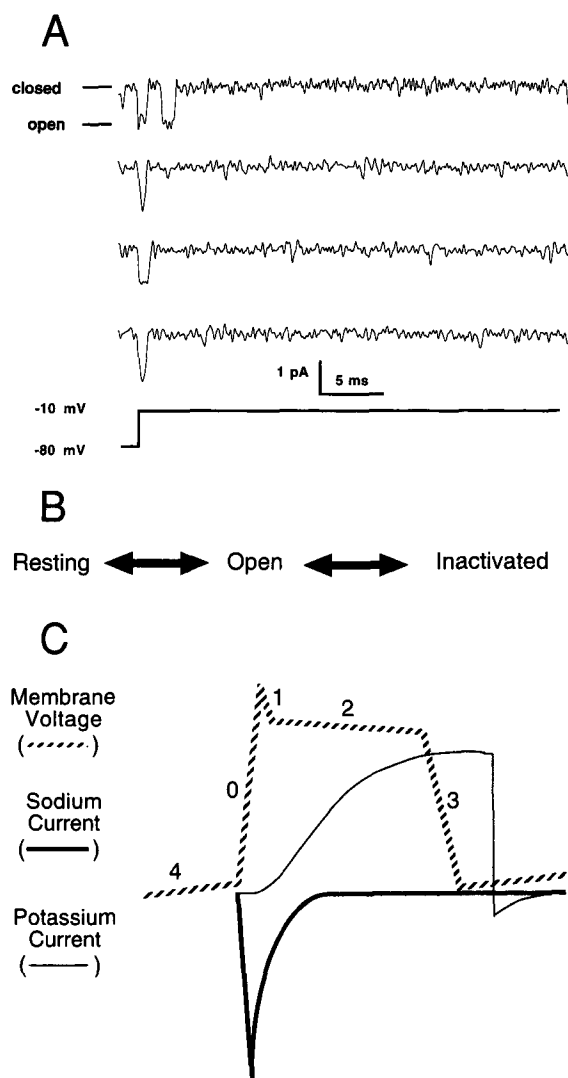 A
closed
open
1 pA
5 ms
-10 mV
-80 mV
B
Resting Open Inactivated
C
Membrane
Voltage
( )
1
2
0
Sodium
Current
( )
3
4
Potassium
Current
( )